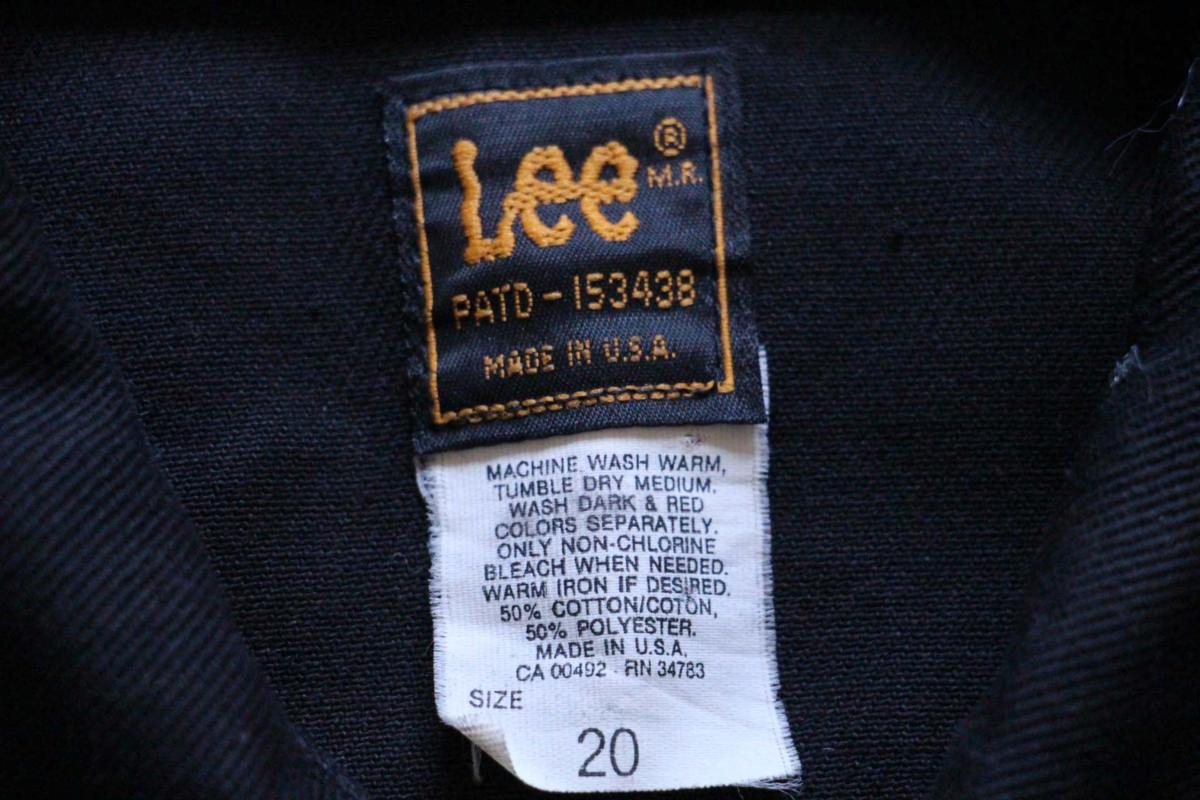 Lee®
M.R.
PATD-153438
MADE IN U.S.A.
MACHINE WASH WARM,
TUMBLE DRY MEDIUM.
WASH DARK & RED
COLORS SEPARATELY.
ONLY NON-CHLORINE
BLEACH WHEN NEEDED.
WARM IRON IF DESIRED.
50% COTTON/COTON,
50% POLYESTER.
MADE IN U.S.A.
CA 00492 - RN 34783
SIZE
20